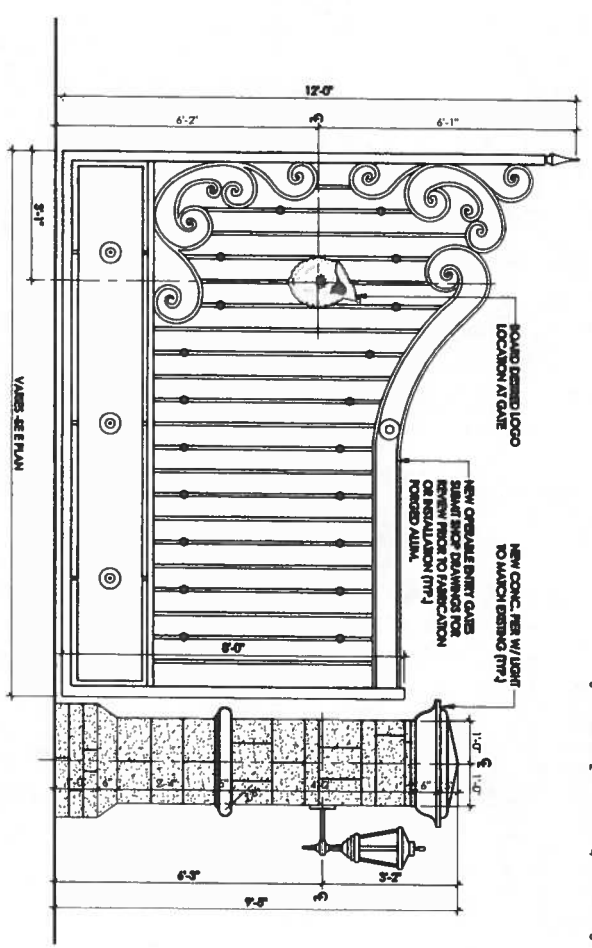 12'-0"
6'-2"
6'-1"
3'-1"
BOARD DESIRED LOGO
LOCATION AT GATE
NEW OPERABLE ENTRY GATES
SUBMIT SHOP DRAWINGS FOR
REVIEW PRIOR TO FABRICATION
OR INSTALLATION (TYP.)
FORGED ALUM.
NEW CONC. PIER W/ LIGHT
TO MATCH EXISTING (TYP.)
VARIES -SEE PLAN
8'-0"
1'-0"
1'-0"
6"
6"
6'-3"
3'-2"